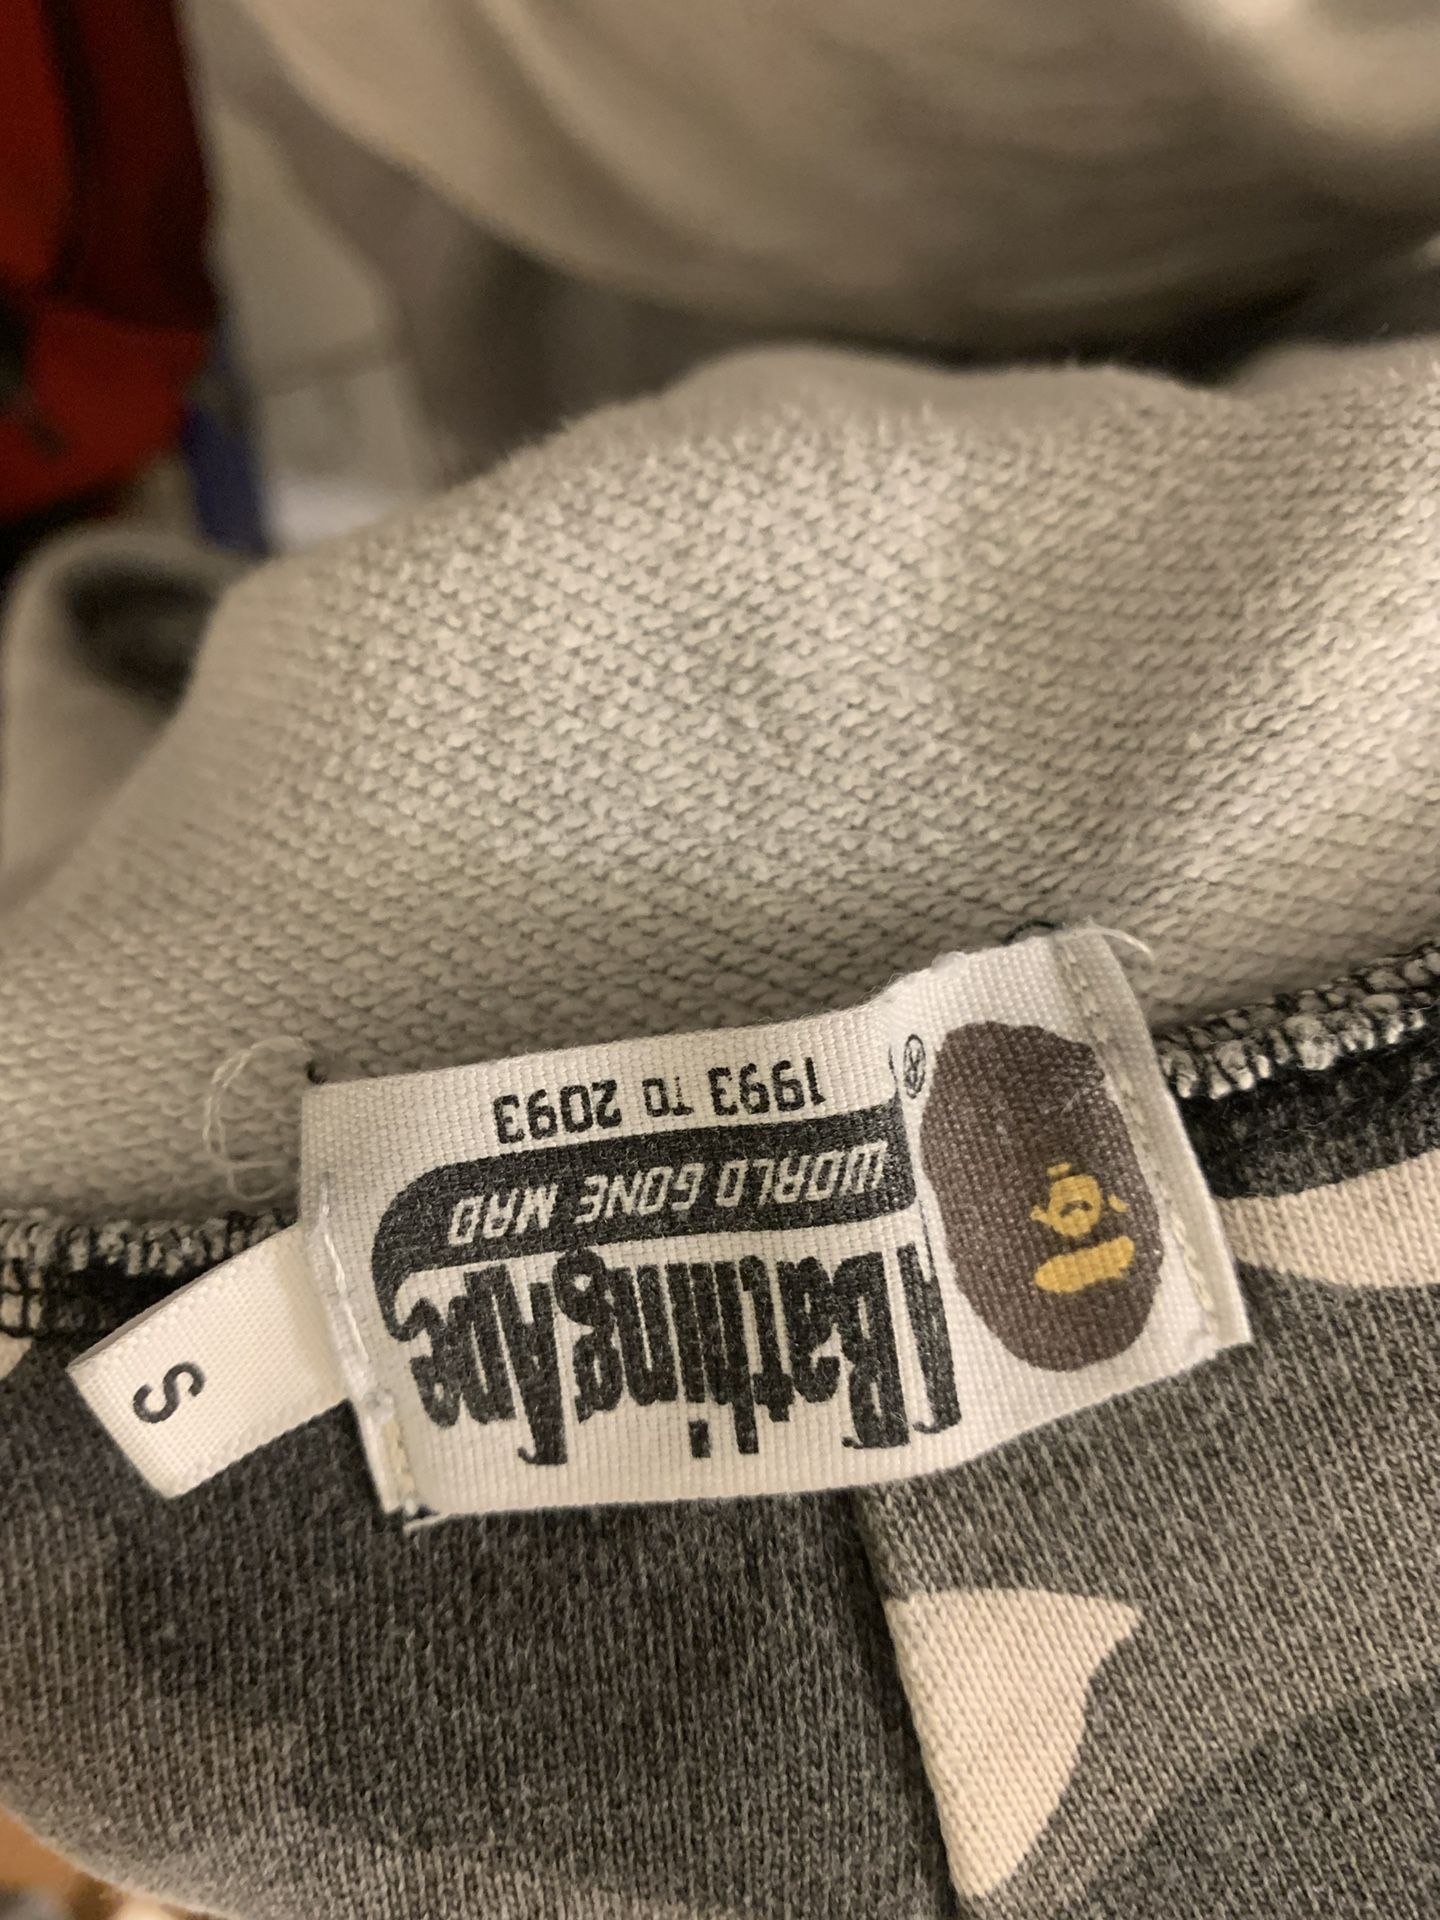 A Bathing Ape
WORLD GONE MAD
1993 TO 2093
®
S